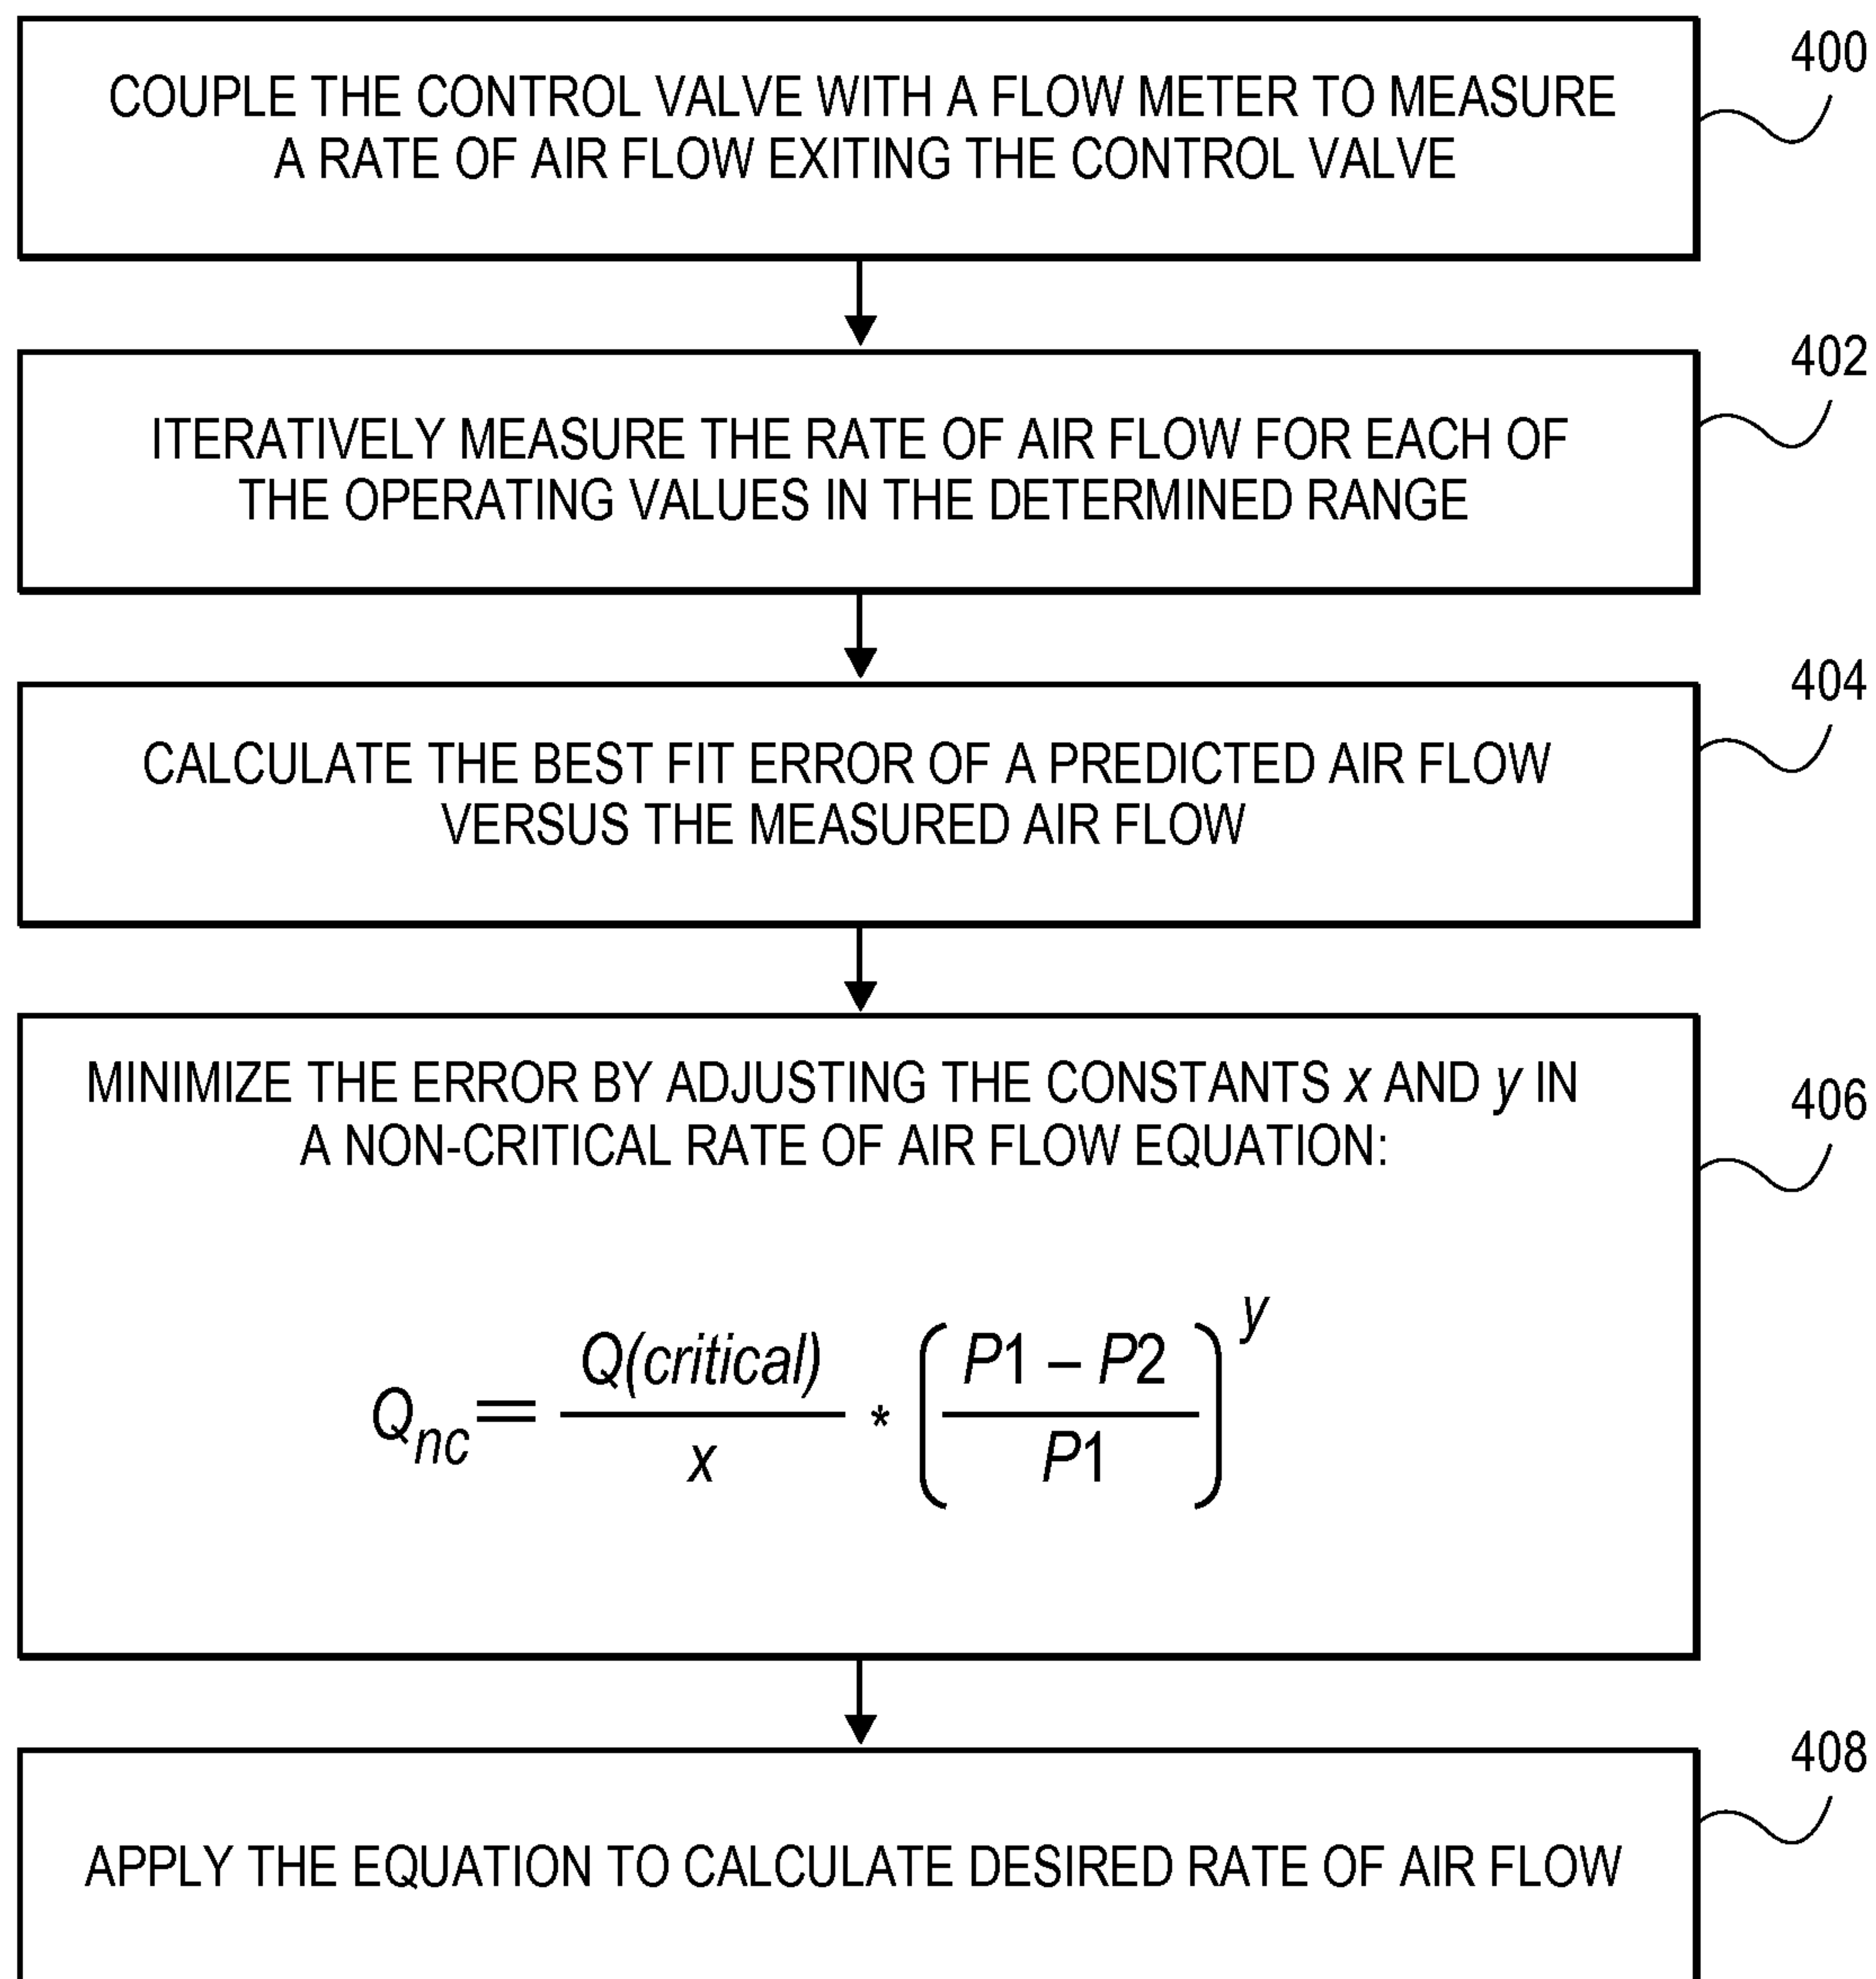 COUPLE THE CONTROL VALVE WITH A FLOW METER TO MEASURE
A RATE OF AIR FLOW EXITING THE CONTROL VALVE
400
ITERATIVELY MEASURE THE RATE OF AIR FLOW FOR EACH OF
THE OPERATING VALUES IN THE DETERMINED RANGE
402
CALCULATE THE BEST FIT ERROR OF A PREDICTED AIR FLOW
VERSUS THE MEASURED AIR FLOW
404
MINIMIZE THE ERROR BY ADJUSTING THE CONSTANTS x AND y IN
A NON-CRITICAL RATE OF AIR FLOW EQUATION:
406
Qnc = Q(critical) / x * ( (P1 – P2) / P1 )^y
APPLY THE EQUATION TO CALCULATE DESIRED RATE OF AIR FLOW
408